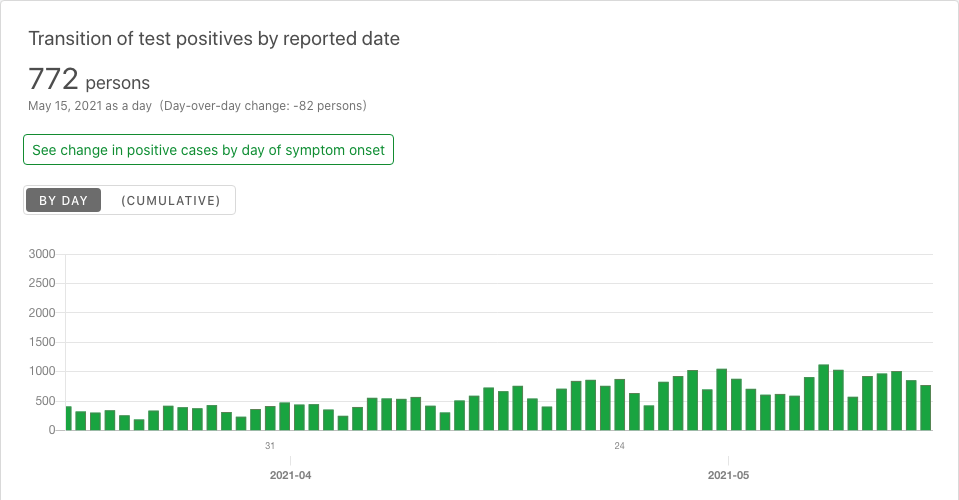 Transition of test positives by reported date
772 persons
May 15, 2021 as a day (Day-over-day change: -82 persons)
See change in positive cases by day of symptom onset
BY DAY (CUMULATIVE)
3000
2500
2000
1500
1000
500
0
31 24
2021-04 2021-05